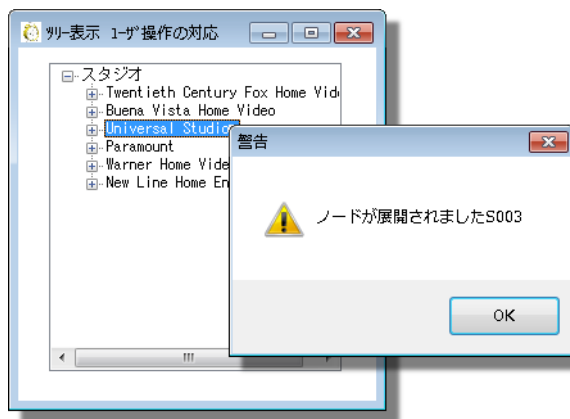 ﾂﾘｰ表示 ﾕｰｻﾞ操作の対応
スタジオ
Twentieth Century Fox Home Vid
Buena Vista Home Video
Universal Studio
Paramount
Warner Home Vide
New Line Home En
警告
ノードが展開されましたS003
OK